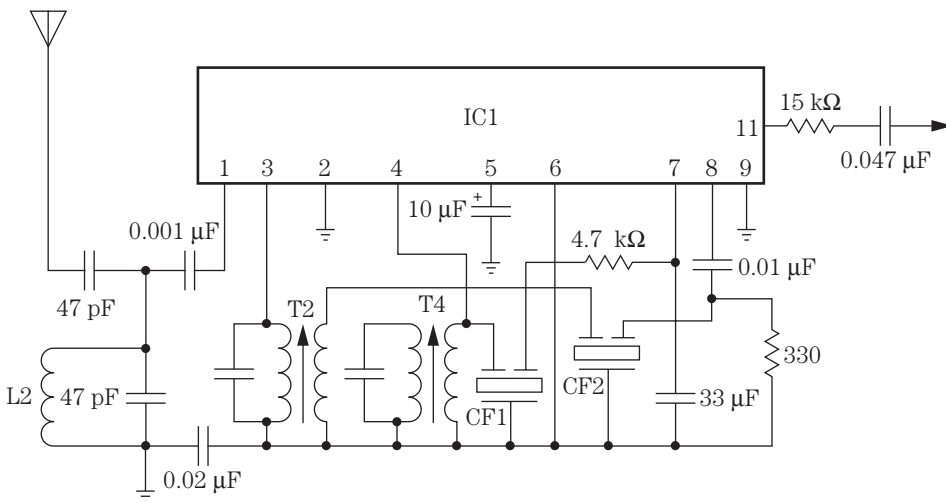 IC1
11
15 kΩ
0.047 µF
1
3
2
4
5
6
7
8
9
+
10 µF
0.001 µF
4.7 kΩ
0.01 µF
47 pF
T2
T4
330
L2
47 pF
CF1
CF2
33 µF
0.02 µF